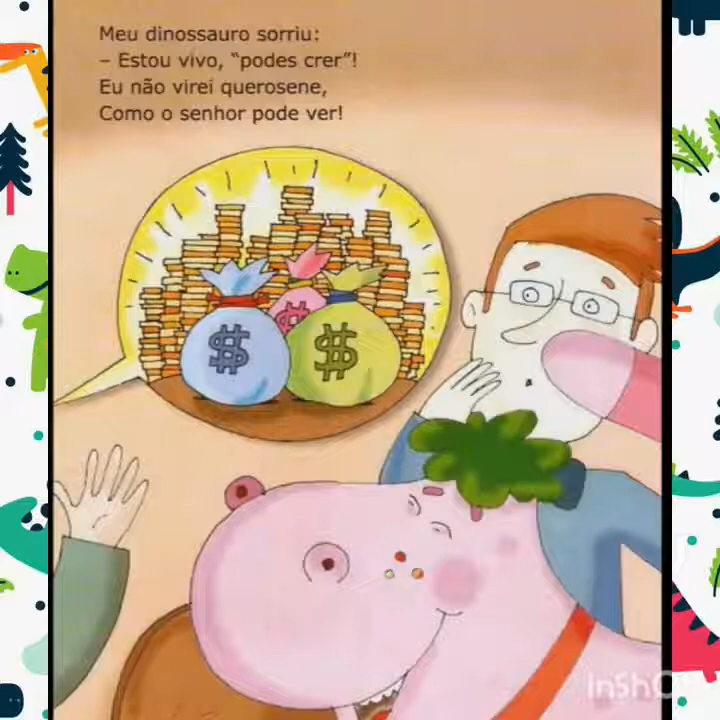 Meu dinossauro sorriu:
– Estou vivo, “podes crer”!
Eu não virei querosene,
Como o senhor pode ver!
$ $ $
InShO